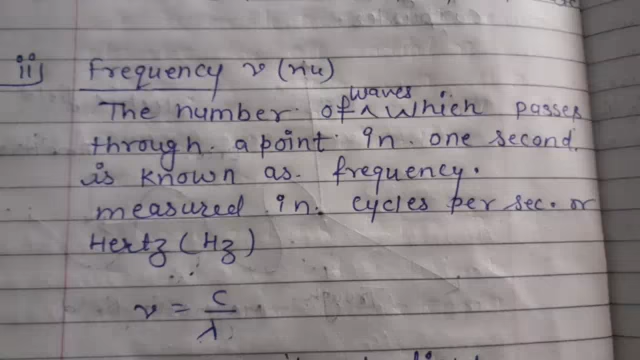 ii) Frequency ν (nu)
The number of waves which passes
through a point in one second
is known as frequency.
measured in cycles per sec. or
Hertz (Hz)
∴
ν = c/λ